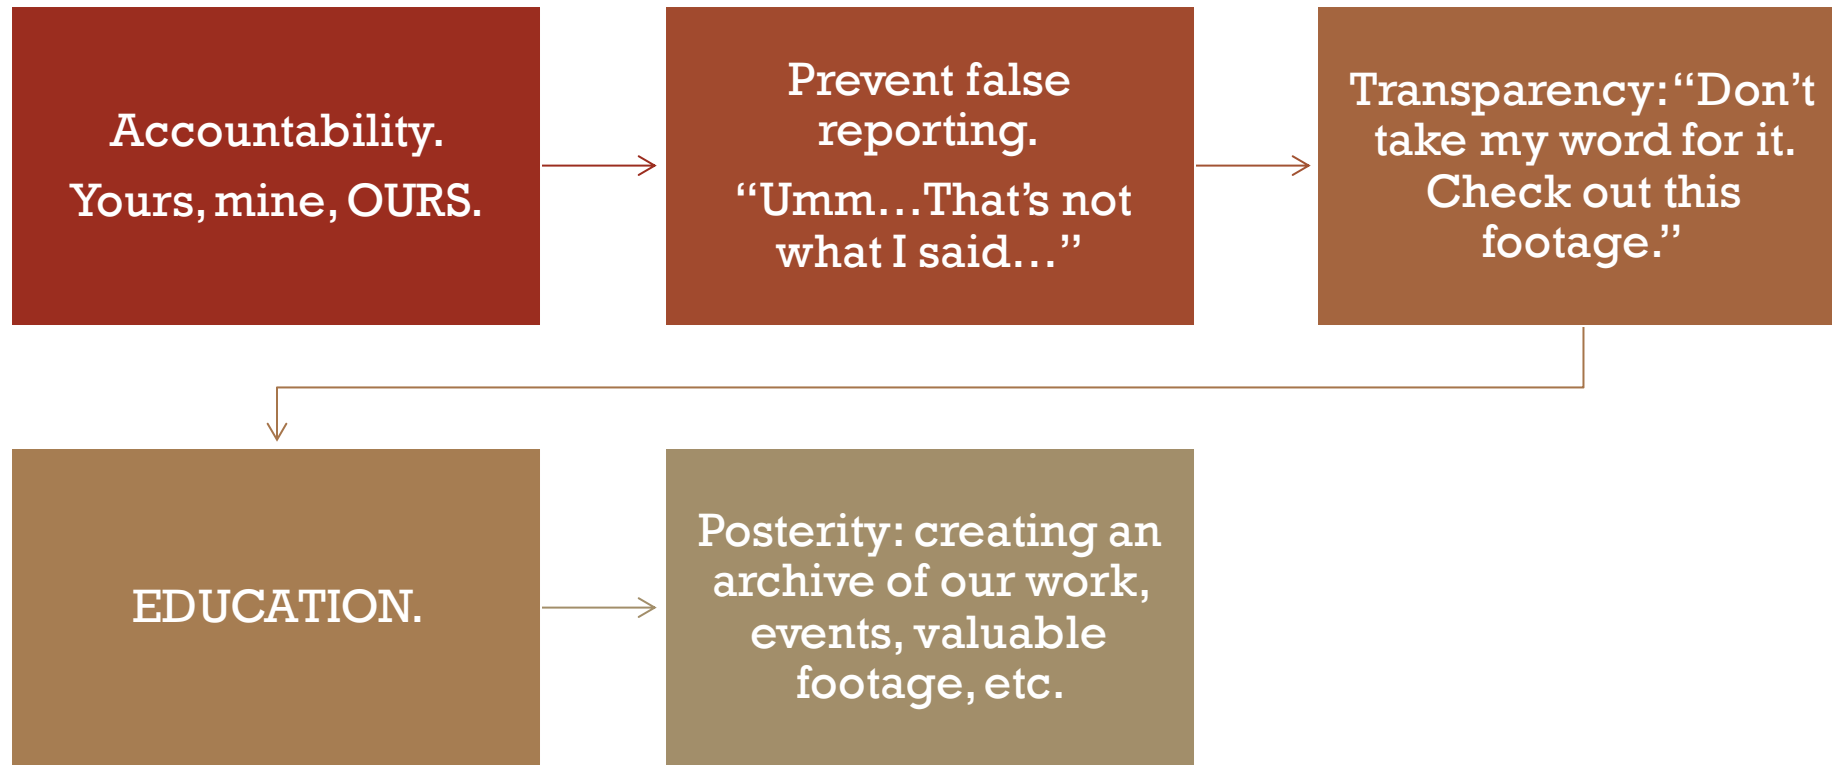 Accountability.
Yours, mine, OURS.
Prevent false
reporting.
“Umm…That’s not
what I said…”
Transparency: “Don’t
take my word for it.
Check out this
footage.”
EDUCATION.
Posterity: creating an
archive of our work,
events, valuable
footage, etc.